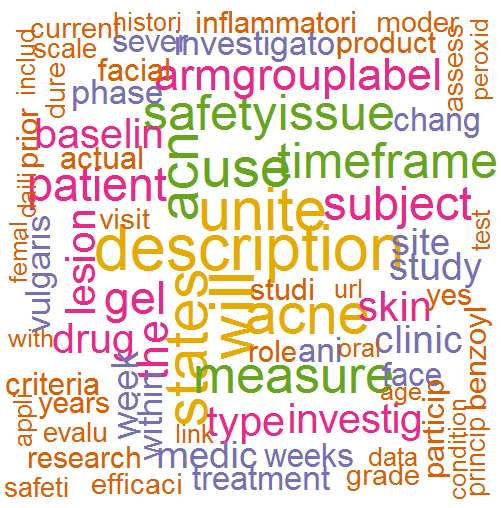 current
histori
inflammatori
moder
scale
sever
investigato
product
assess
peroxid
includ
dure
facial
armgrouplabel
phase
safetyissue
chang
prior
baselin
acn
use
timeframe
actual
patient
unite
subject
daili
femal
vulgaris
lesion
visit
description
site
test
study
gel
states
will
studi
url
skin
yes
acne
with
drug
the
role
ani
oral
clinic
benzoyl
criteria
week
within
measure
face
age
years
appli
type
investig
particip
condition
princip
evalu
link
research
medic
weeks
data
safeti
efficaci
treatment
grade